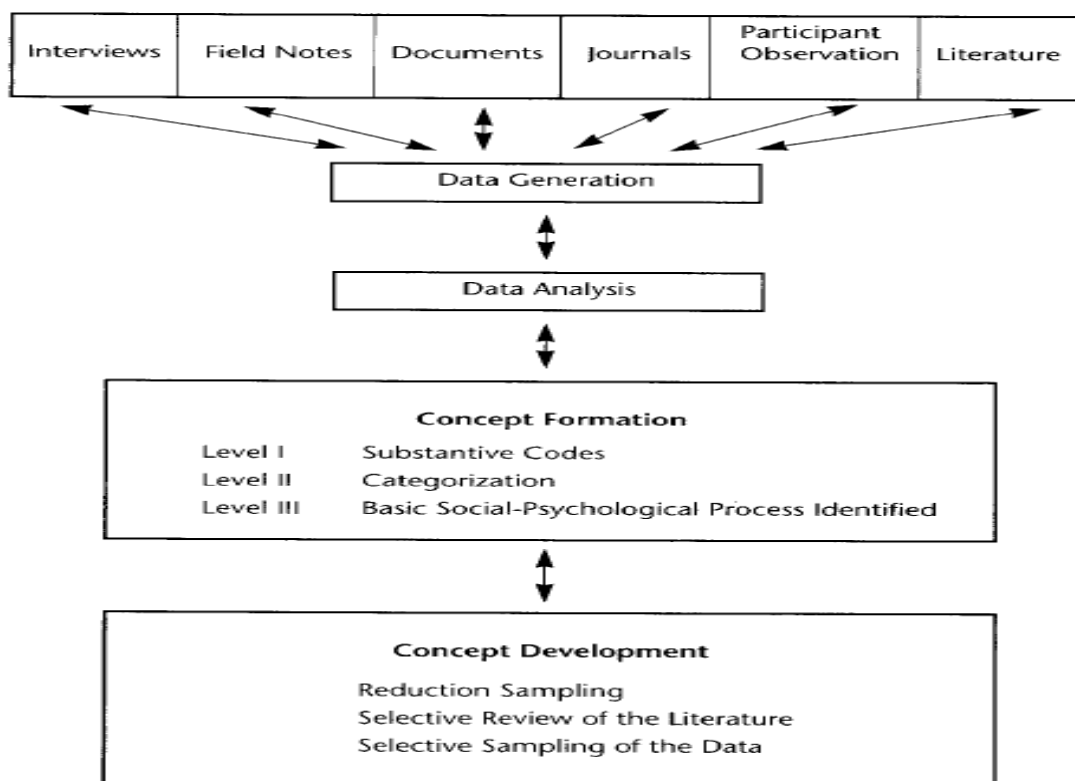 Interviews
Field Notes
Documents
Journals
Participant
Observation
Literature
Data Generation
Data Analysis
Concept Formation
Level I Substantive Codes
Level II Categorization
Level III Basic Social-Psychological Process Identified
Concept Development
Reduction Sampling
Selective Review of the Literature
Selective Sampling of the Data